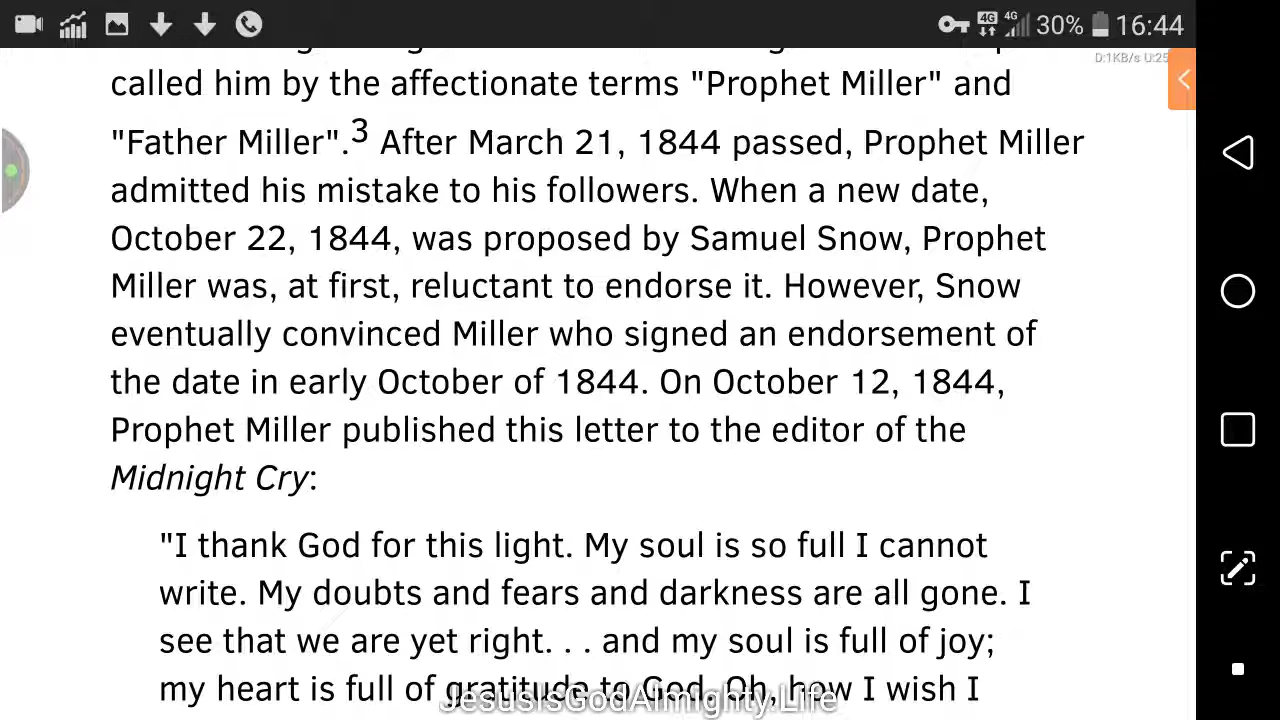 4G 4G 30% 16:44
D:1KB/s U:25
called him by the affectionate terms "Prophet Miller" and
"Father Miller".3 After March 21, 1844 passed, Prophet Miller
admitted his mistake to his followers. When a new date,
October 22, 1844, was proposed by Samuel Snow, Prophet
Miller was, at first, reluctant to endorse it. However, Snow
eventually convinced Miller who signed an endorsement of
the date in early October of 1844. On October 12, 1844,
Prophet Miller published this letter to the editor of the
Midnight Cry:
"I thank God for this light. My soul is so full I cannot
write. My doubts and fears and darkness are all gone. I
see that we are yet right. . . and my soul is full of joy;
my heart is full of gratitude to God. Oh, how I wish I
JesusIsGodAlmighty.Life